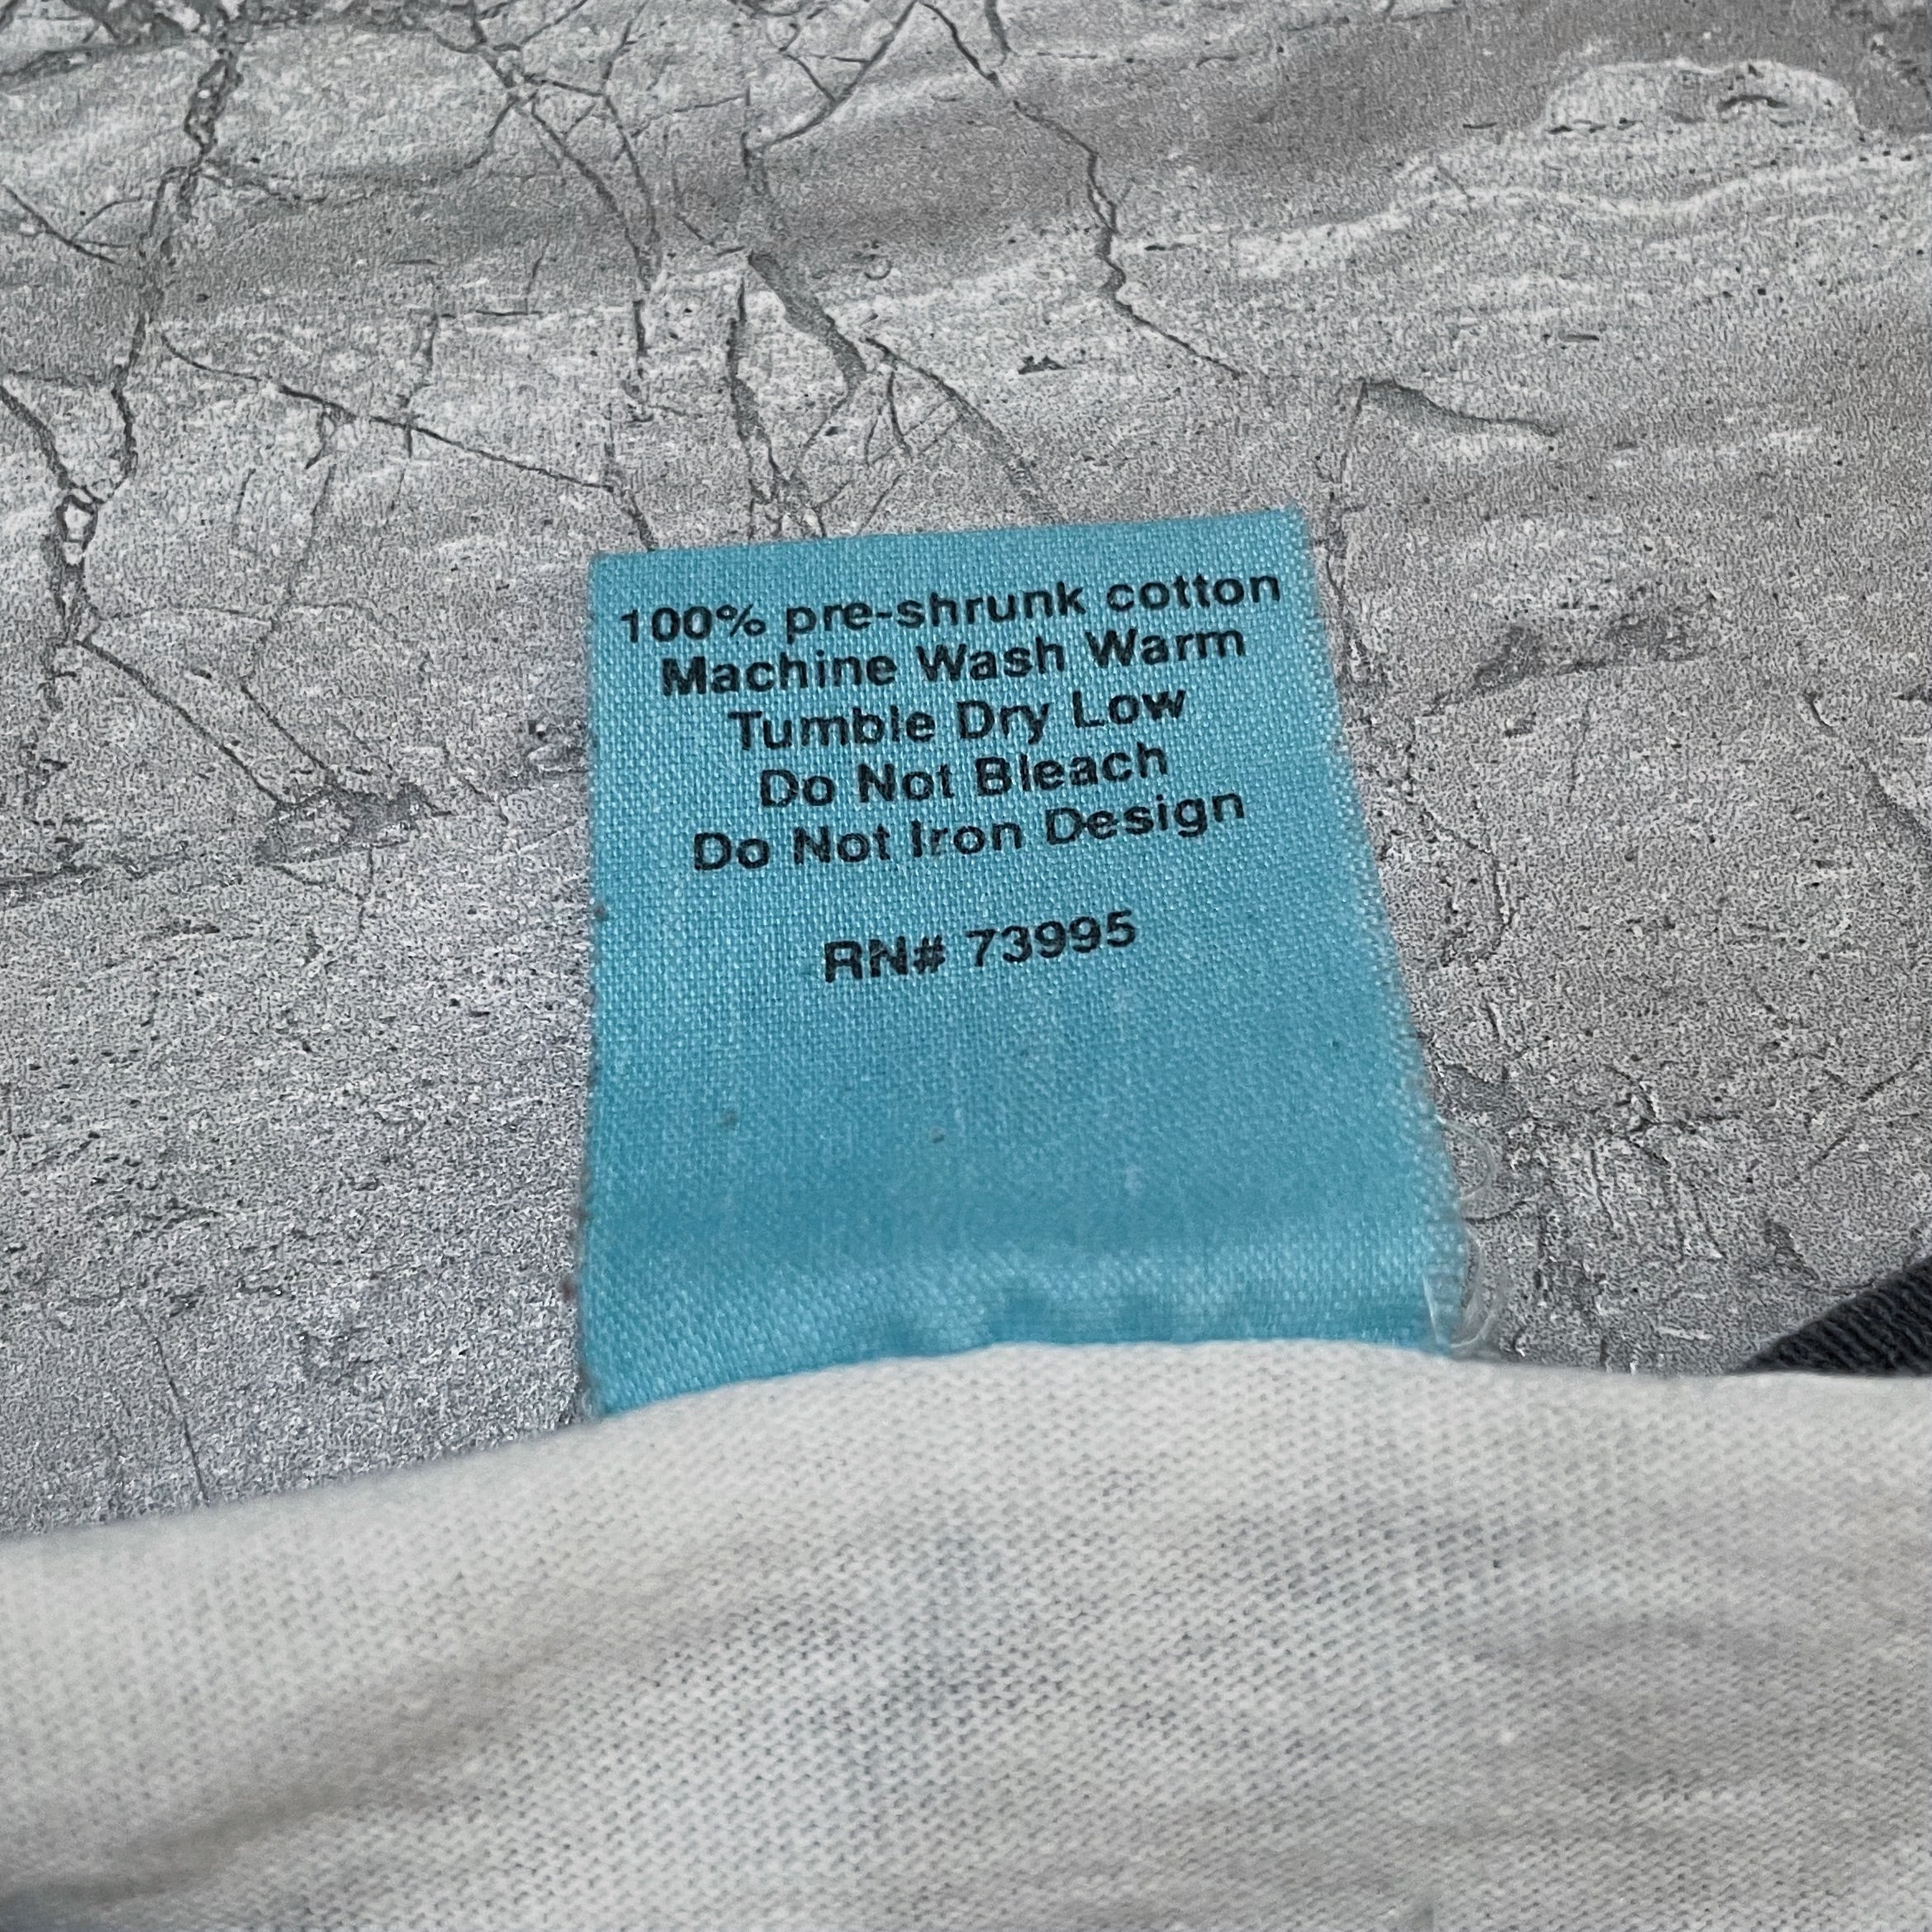 100% pre-shrunk cotton
Machine Wash Warm
Tumble Dry Low
Do Not Bleach
Do Not Iron Design
RN# 73995